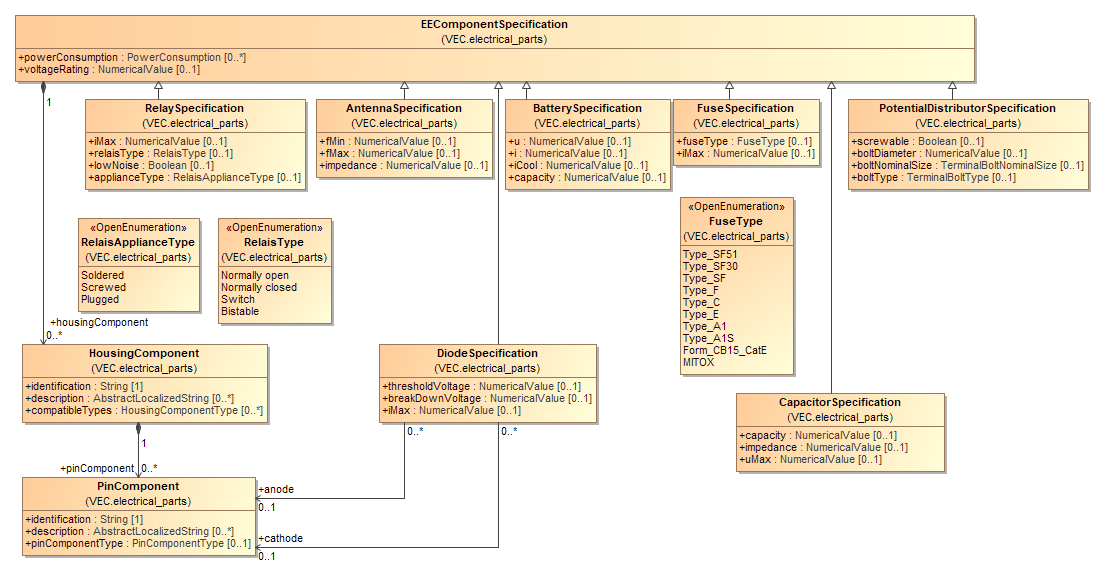 EEComponentSpecification
(VEC.electrical_parts)
+powerConsumption : PowerConsumption [0..*]
+voltageRating : NumericalValue [0..1]
1
RelaySpecification
(VEC.electrical_parts)
+iMax : NumericalValue [0..1]
+relaisType : RelaisType [0..1]
+lowNoise : Boolean [0..1]
+applianceType : RelaisApplianceType [0..1]
AntennaSpecification
(VEC.electrical_parts)
+fMin : NumericalValue [0..1]
+fMax : NumericalValue [0..1]
+impedance : NumericalValue [0..1]
BatterySpecification
(VEC.electrical_parts)
+u : NumericalValue [0..1]
+i : NumericalValue [0..1]
+iCool : NumericalValue [0..1]
+capacity : NumericalValue [0..1]
FuseSpecification
(VEC.electrical_parts)
+fuseType : FuseType [0..1]
+iMax : NumericalValue [0..1]
PotentialDistributorSpecification
(VEC.electrical_parts)
+screwable : Boolean [0..1]
+boltDiameter : NumericalValue [0..1]
+boltNominalSize : TerminalBoltNominalSize [0..1]
+boltType : TerminalBoltType [0..1]
«OpenEnumeration»
RelaisApplianceType
(VEC.electrical_parts)
Soldered
Screwed
Plugged
«OpenEnumeration»
RelaisType
(VEC.electrical_parts)
Normally open
Normally closed
Switch
Bistable
«OpenEnumeration»
FuseType
(VEC.electrical_parts)
Type_SF51
Type_SF30
Type_SF
Type_F
Type_C
Type_E
Type_A1
Type_A1S
Form_CB15_CatE
MITOX
+housingComponent
0..*
HousingComponent
(VEC.electrical_parts)
+identification : String [1]
+description : AbstractLocalizedString [0..*]
+compatibleTypes : HousingComponentType [0..*]
DiodeSpecification
(VEC.electrical_parts)
+thresholdVoltage : NumericalValue [0..1]
+breakDownVoltage : NumericalValue [0..1]
+iMax : NumericalValue [0..1]
CapacitorSpecification
(VEC.electrical_parts)
+capacity : NumericalValue [0..1]
+impedance : NumericalValue [0..1]
+uMax : NumericalValue [0..1]
1
0..*
0..*
+pinComponent
0..*
PinComponent
(VEC.electrical_parts)
+identification : String [1]
+description : AbstractLocalizedString [0..*]
+pinComponentType : PinComponentType [0..1]
+anode
0..1
+cathode
0..1